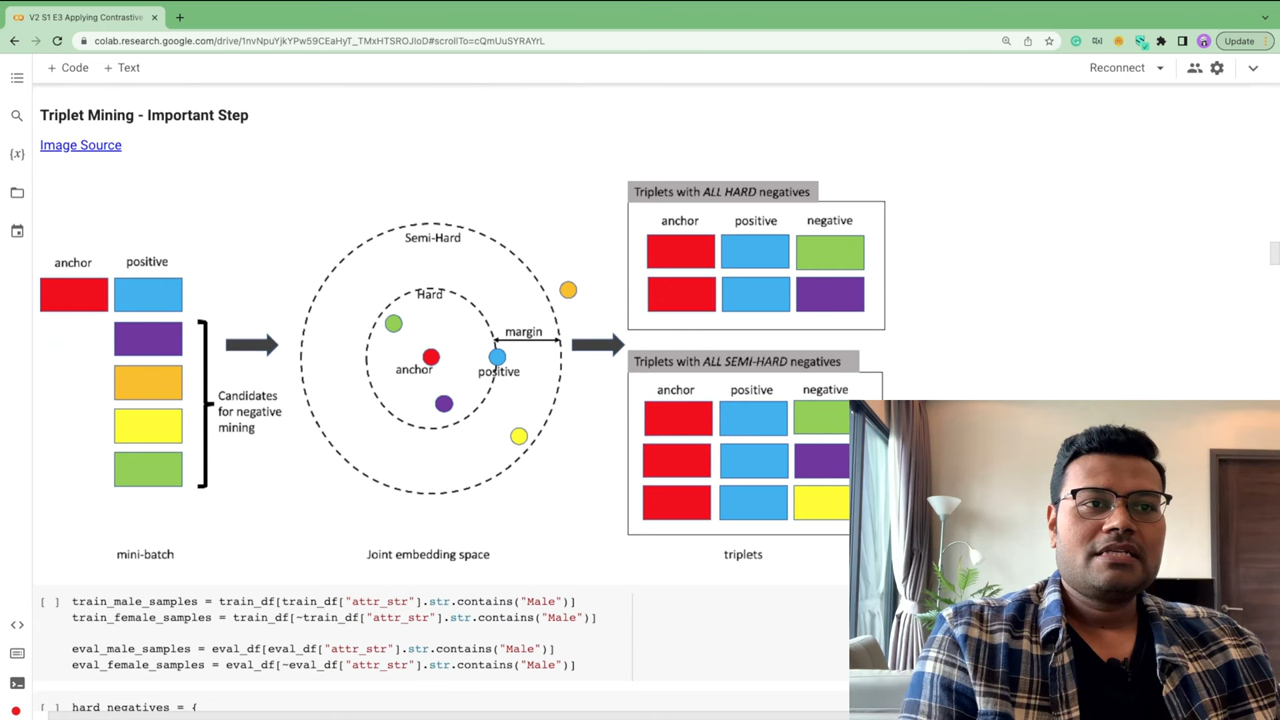 V2 S1 E3 Applying Contrastive
colab.research.google.com/drive/1nvNpuYjkYPw59CEaHyT_TMxHTSROJIoD#scrollTo=cQmUuSYRAYrL
Update
+ Code + Text
Reconnect
Triplet Mining - Important Step
Image Source
anchor positive
Candidates
for negative
mining
mini-batch
Semi-Hard
Hard
margin
anchor
positive
Joint embedding space
Triplets with ALL HARD negatives
anchor positive negative
Triplets with ALL SEMI-HARD negatives
anchor positive negative
triplets
[ ] train_male_samples = train_df[train_df["attr_str"].str.contains("Male")]
train_female_samples = train_df[~train_df["attr_str"].str.contains("Male")]
eval_male_samples = eval_df[eval_df["attr_str"].str.contains("Male")]
eval_female_samples = eval_df[~eval_df["attr_str"].str.contains("Male")]
[ ] hard_negatives = {